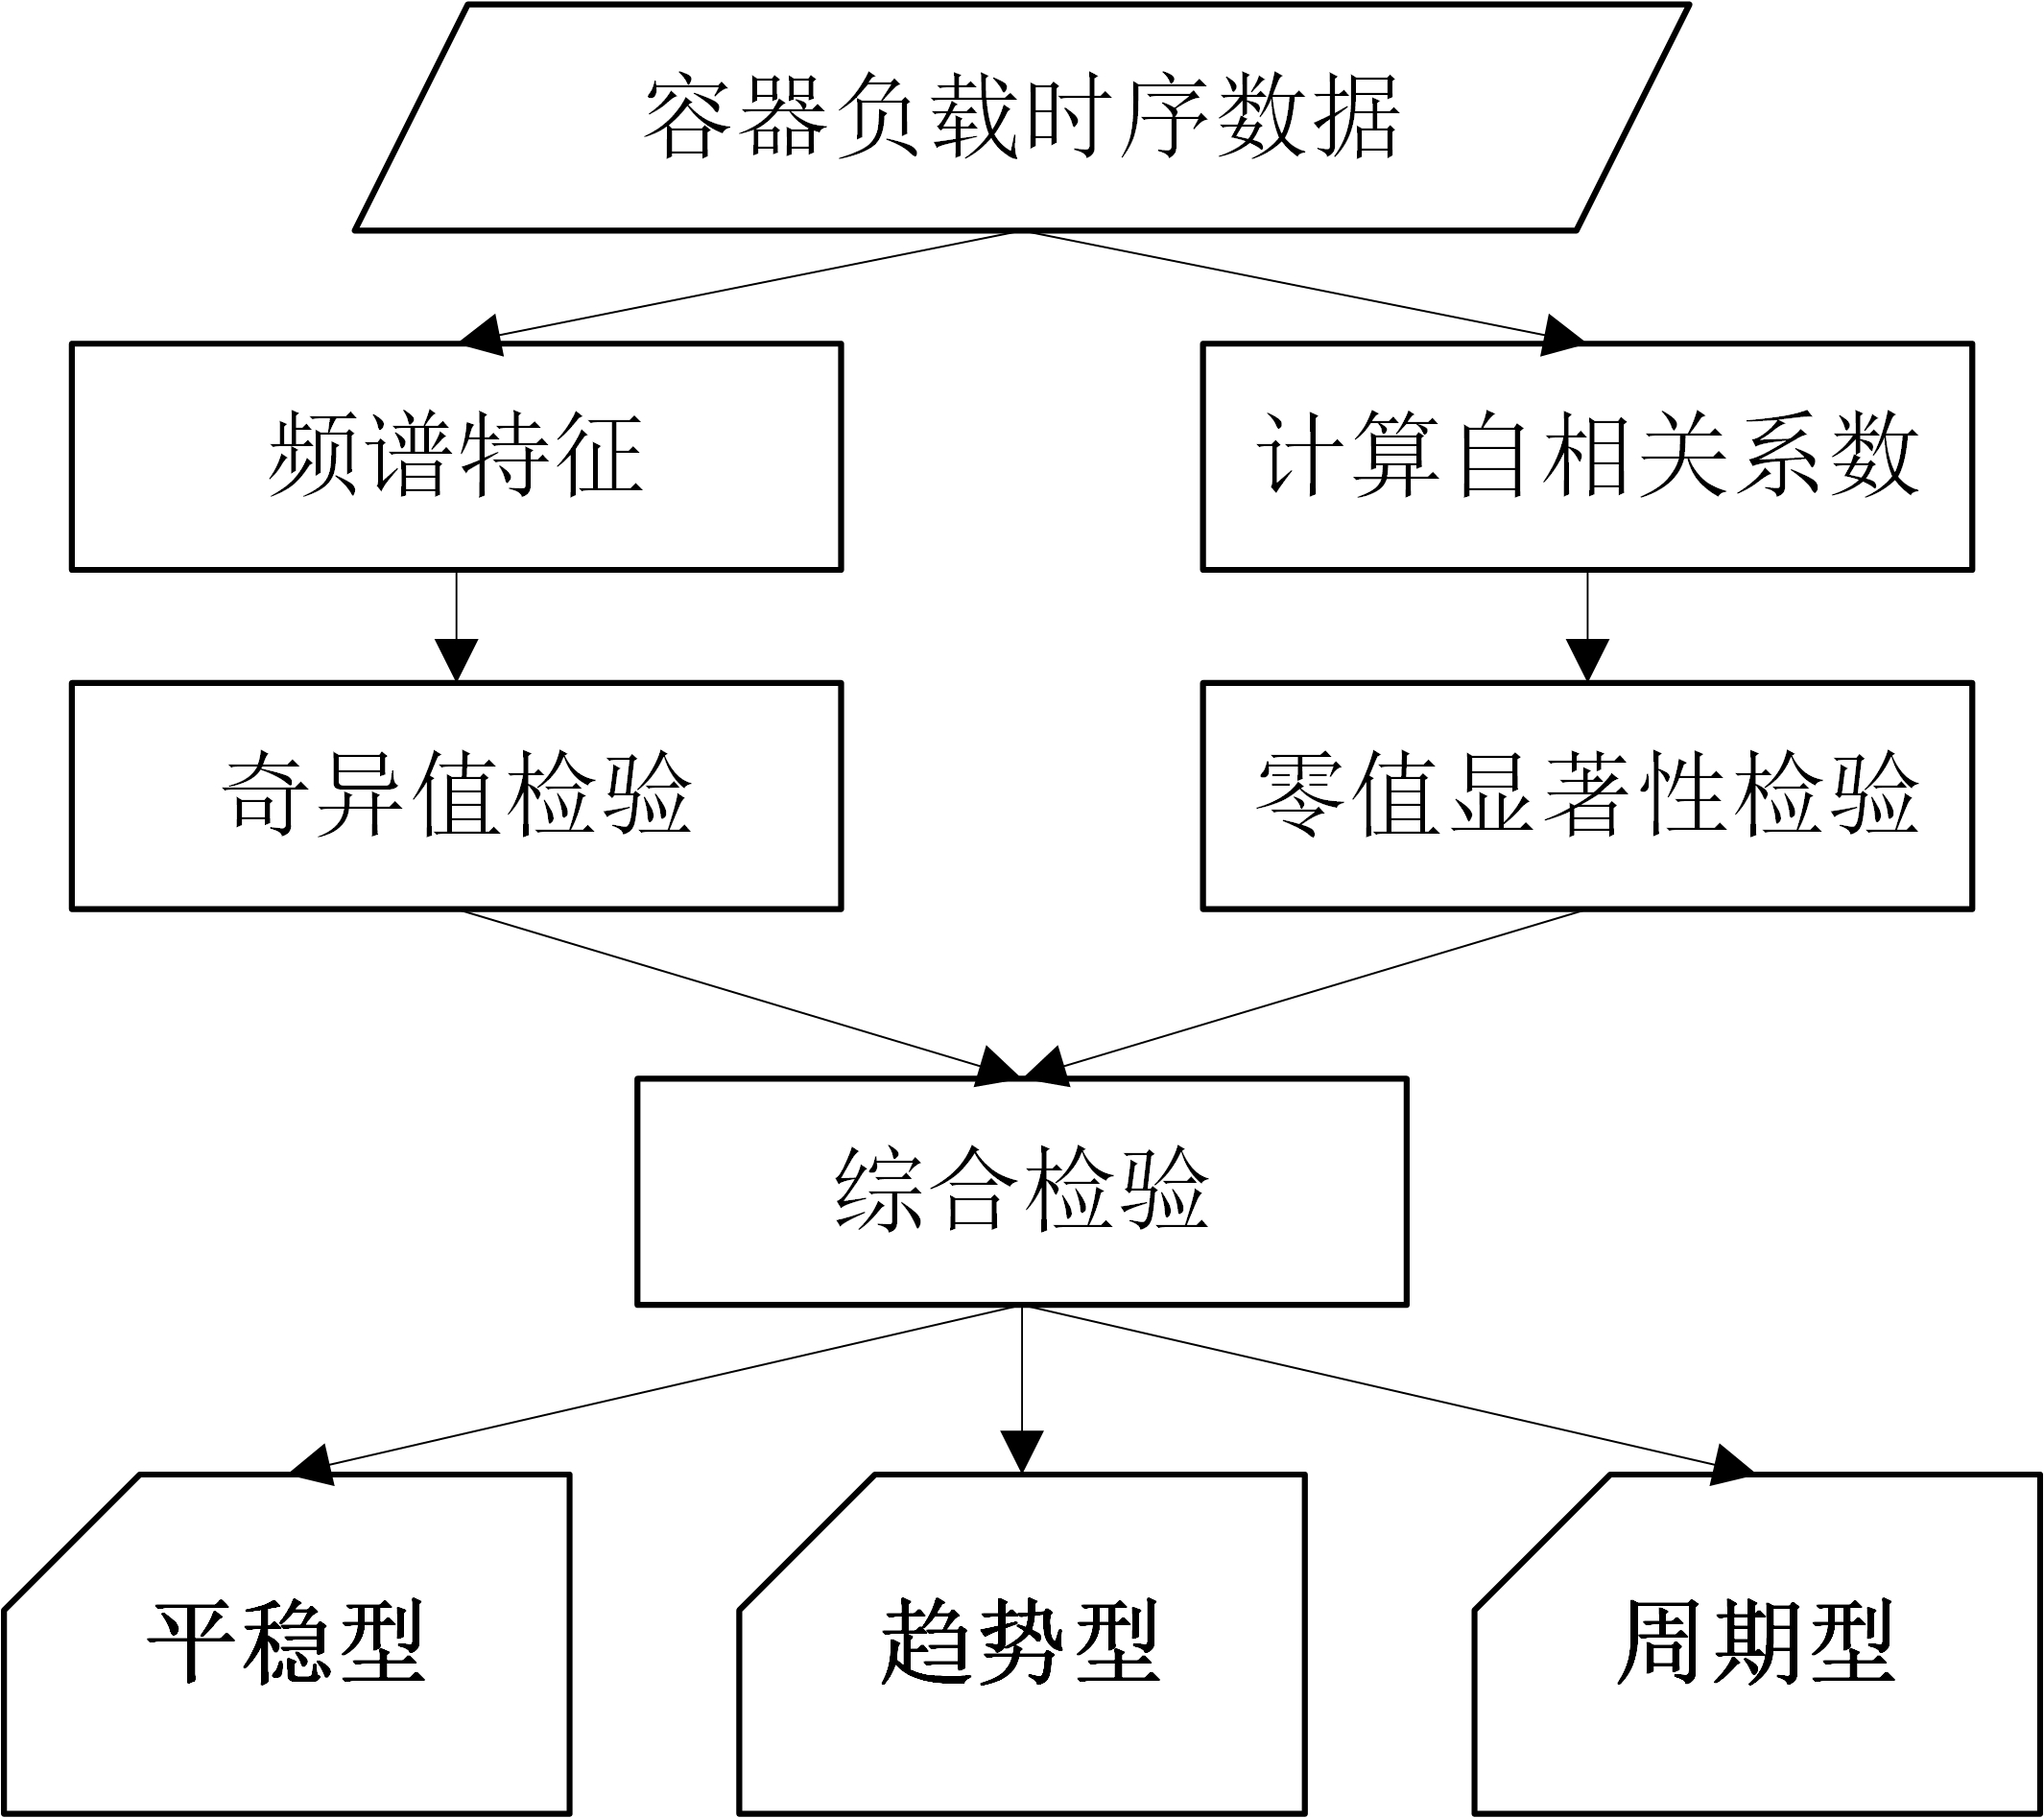 容器负载时序数据
频谱特征
计算自相关系数
奇异值检验
零值显著性检验
综合检验
平稳型
趋势型
周期型